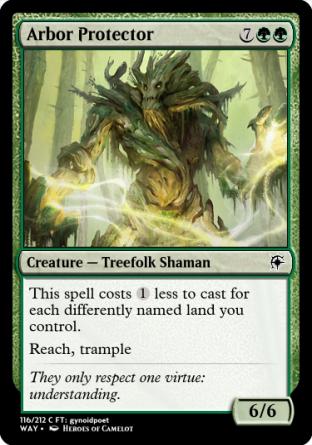 Arbor Protector 7
Creature — Treefolk Shaman
This spell costs 1 less to cast for
each differently named land you
control.
Reach, trample
They only respect one virtue:
understanding.
6/6
116/212 C FT: gynoidpoet
WAY • Heroes of Camelot